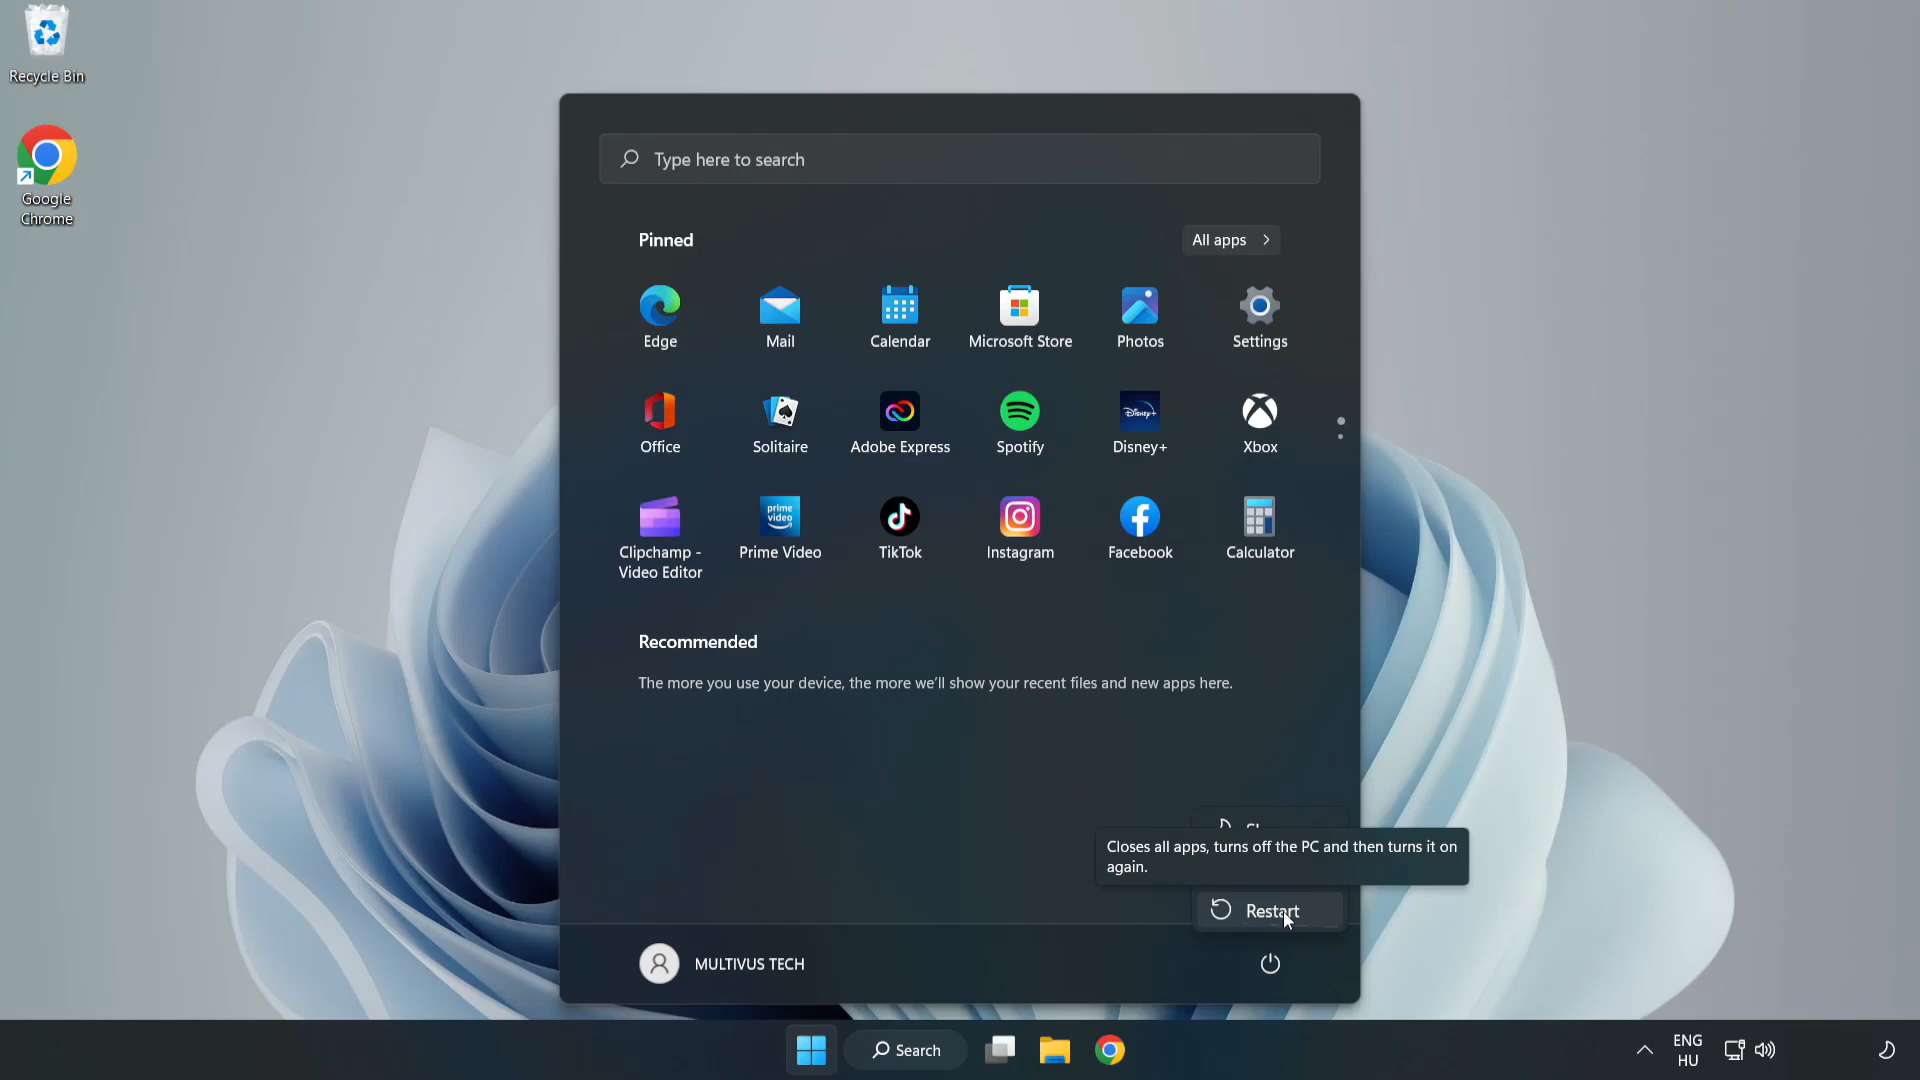 Recycle Bin
Google
Chrome
Type here to search
Pinned
All apps
Edge
Mail
Calendar
Microsoft Store
Photos
Settings
Office
Solitaire
Adobe Express
Spotify
Disney+
Disney+
Xbox
prime
video
Clipchamp -
Video Editor
Prime Video
TikTok
Instagram
Facebook
Calculator
Recommended
The more you use your device, the more we'll show your recent files and new apps here.
Closes all apps, turns off the PC and then turns it on
again.
Restart
MULTIVUS TECH
Search
ENG
HU